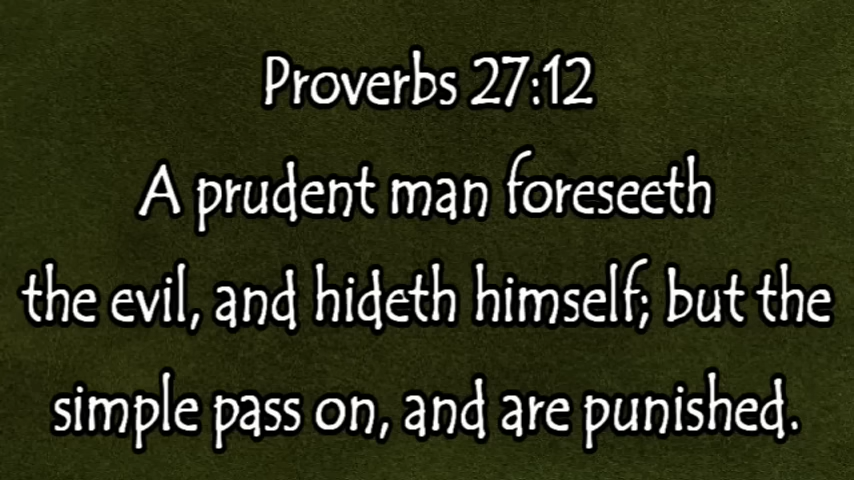 Proverbs 27:12
A prudent man foreseeth
the evil, and hideth himself; but the
simple pass on, and are punished.